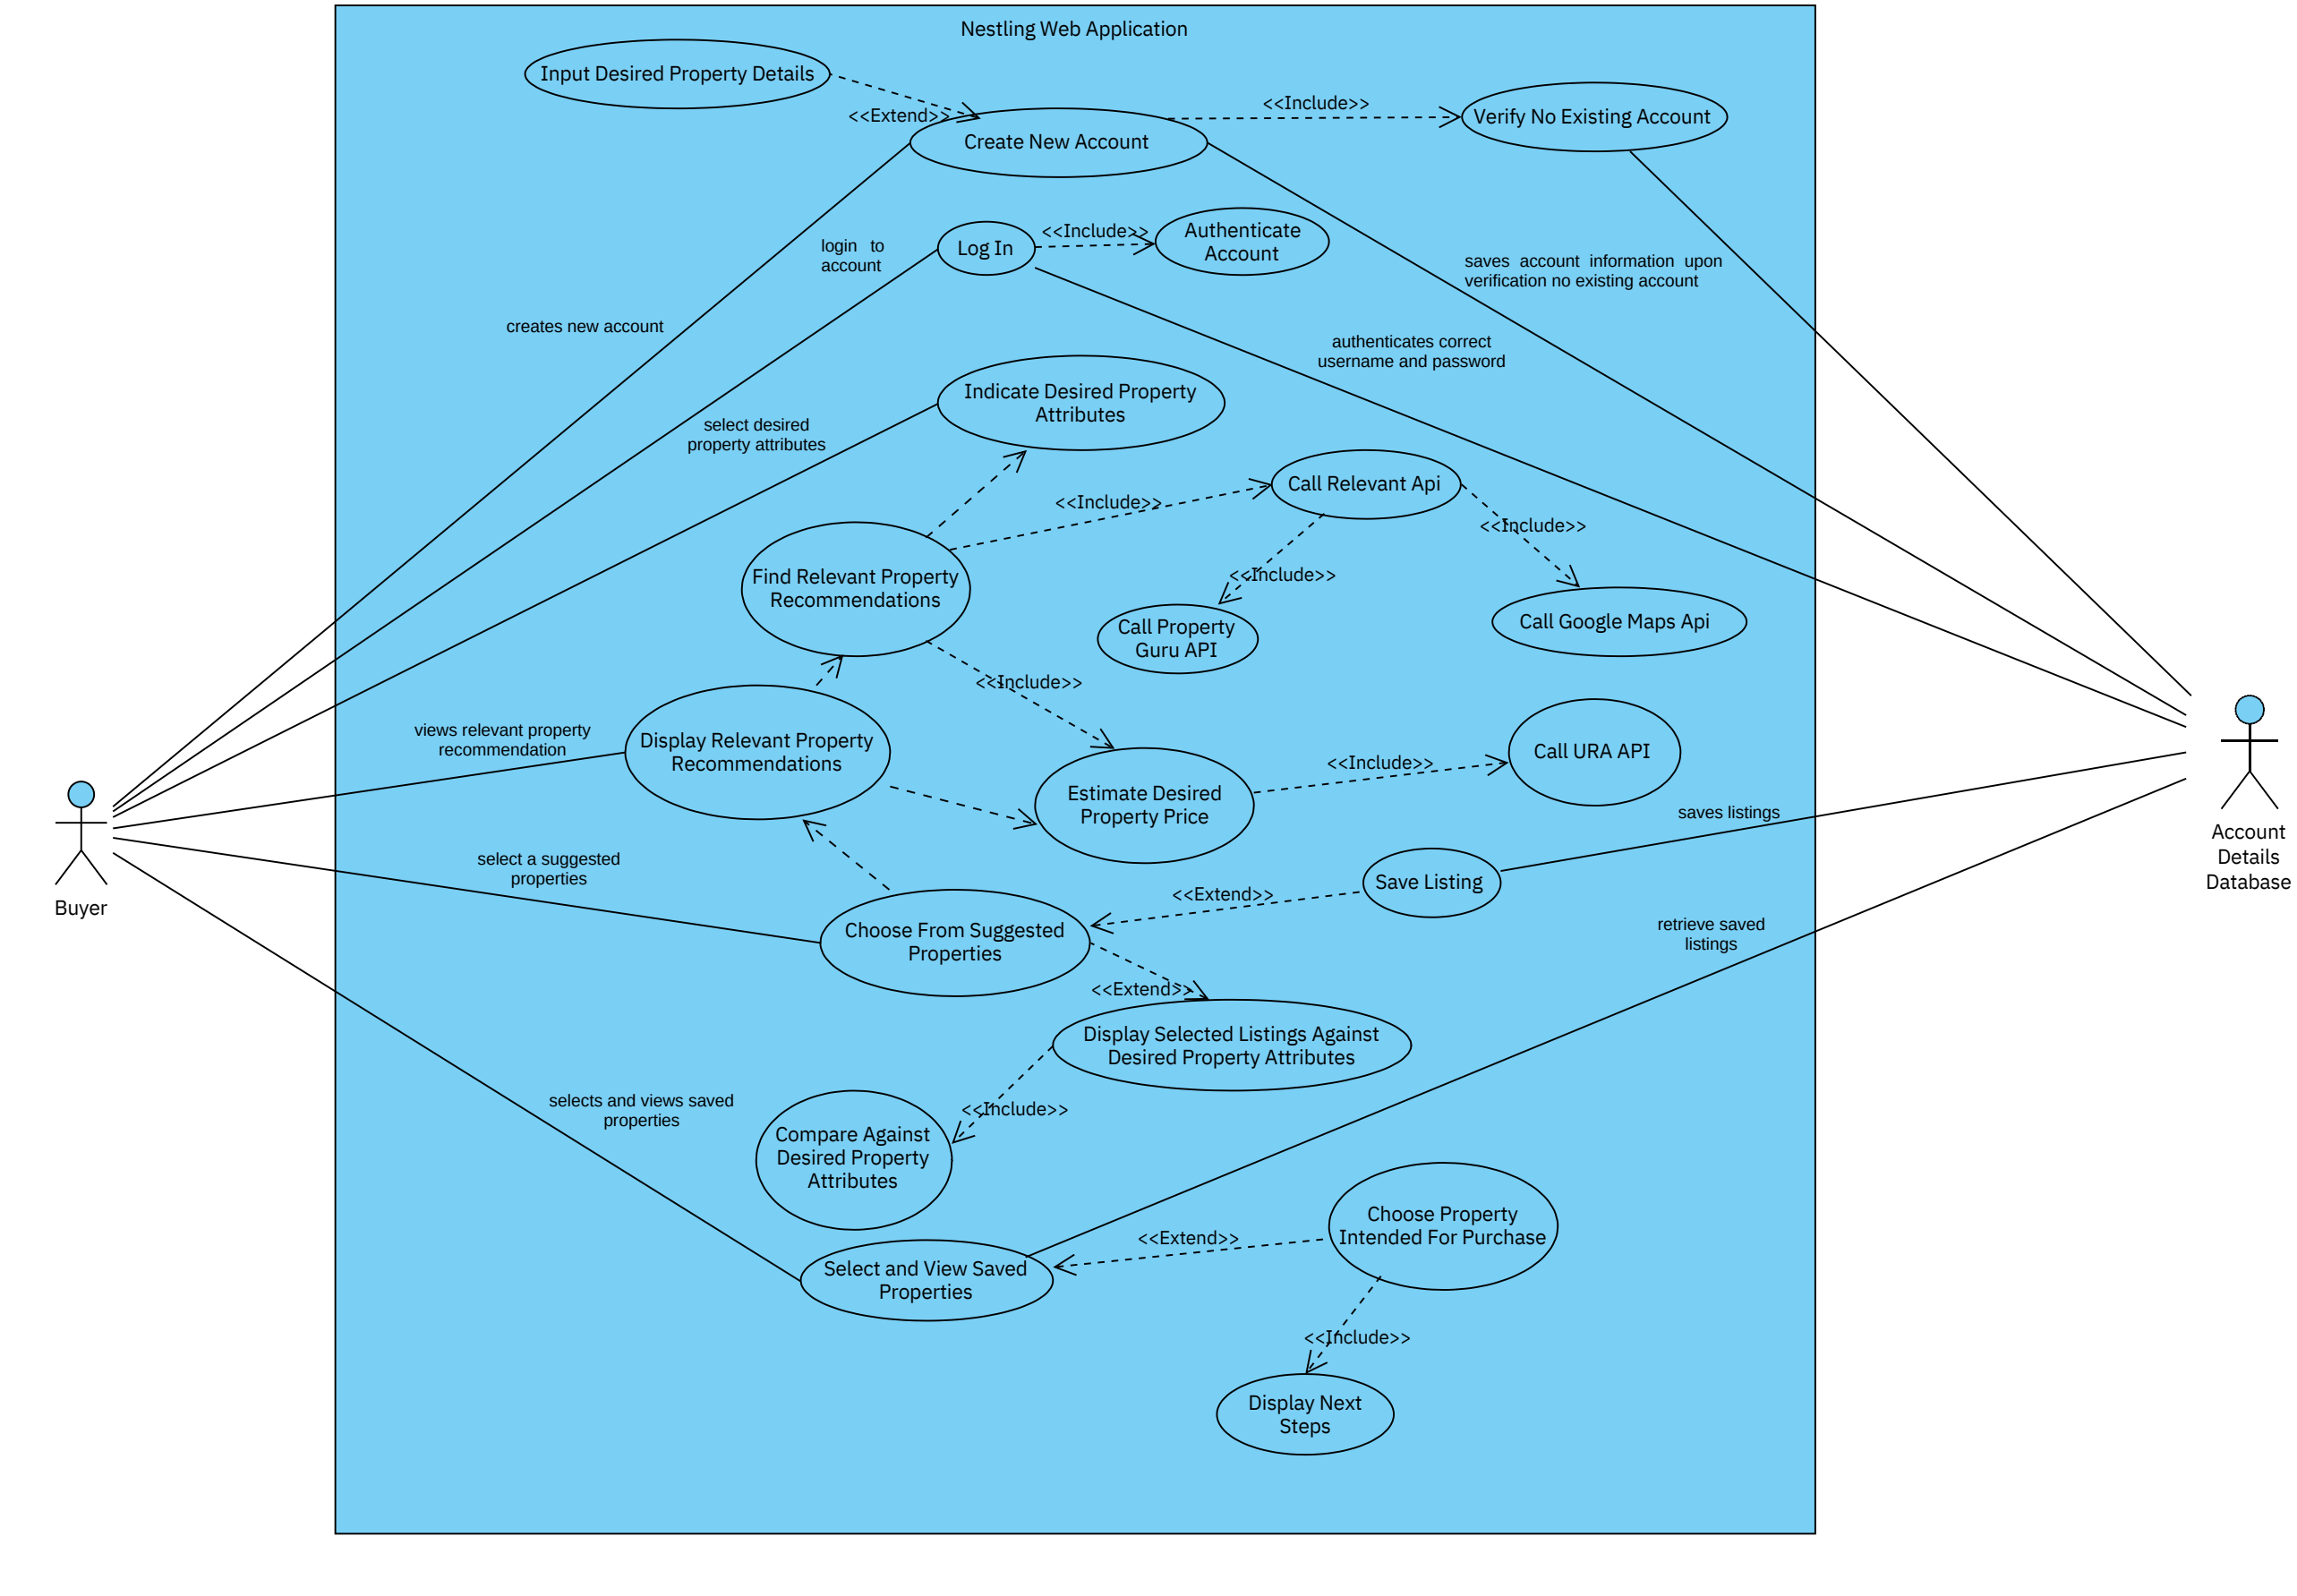 Nestling Web Application
Input Desired Property Details
<<Extend>>
Create New Account
<<Include>>
Verify No Existing Account
login to
account
Log In
<<Include>>
Authenticate
Account
saves account information upon
verification no existing account
creates new account
authenticates correct
username and password
Indicate Desired Property
Attributes
select desired
property attributes
<<Include>>
Call Relevant Api
<<Include>>
<<Include>>
Find Relevant Property
Recommendations
Call Property
Guru API
Call Google Maps Api
<<Include>>
views relevant property
recommendation
Display Relevant Property
Recommendations
Estimate Desired
Property Price
<<Include>>
Call URA API
saves listings
Buyer
Account
Details
Database
select a suggested
properties
Choose From Suggested
Properties
<<Extend>>
Save Listing
retrieve saved
listings
<<Extend>>
Display Selected Listings Against
Desired Property Attributes
<<Include>>
selects and views saved
properties
Compare Against
Desired Property
Attributes
Select and View Saved
Properties
<<Extend>>
Choose Property
Intended For Purchase
<<Include>>
Display Next
Steps